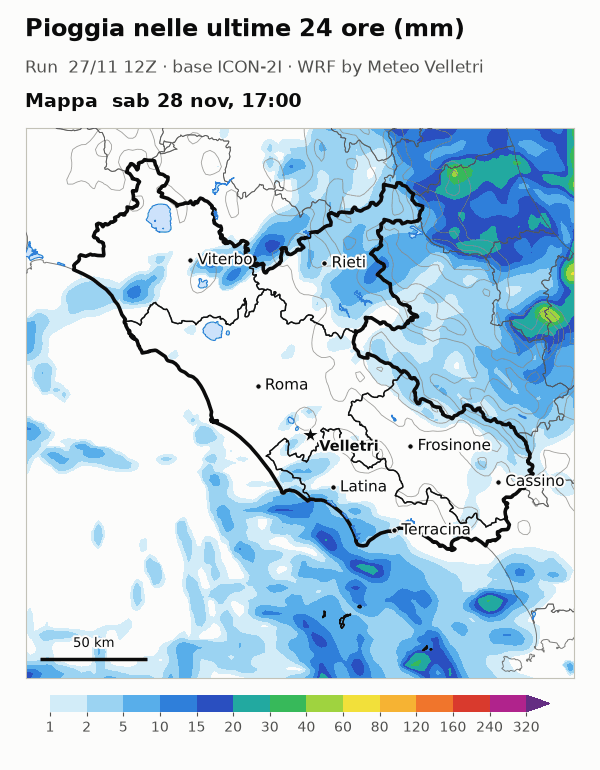 Pioggia nelle ultime 24 ore (mm)
Run  27/11 12Z · base ICON-2I · WRF by Meteo Velletri
Mappa  sab 28 nov, 17:00
Viterbo
Rieti
Roma
Velletri
Frosinone
Cassino
Latina
Terracina
50 km
1 2 5 10 15 20 30 40 60 80 120 160 240 320